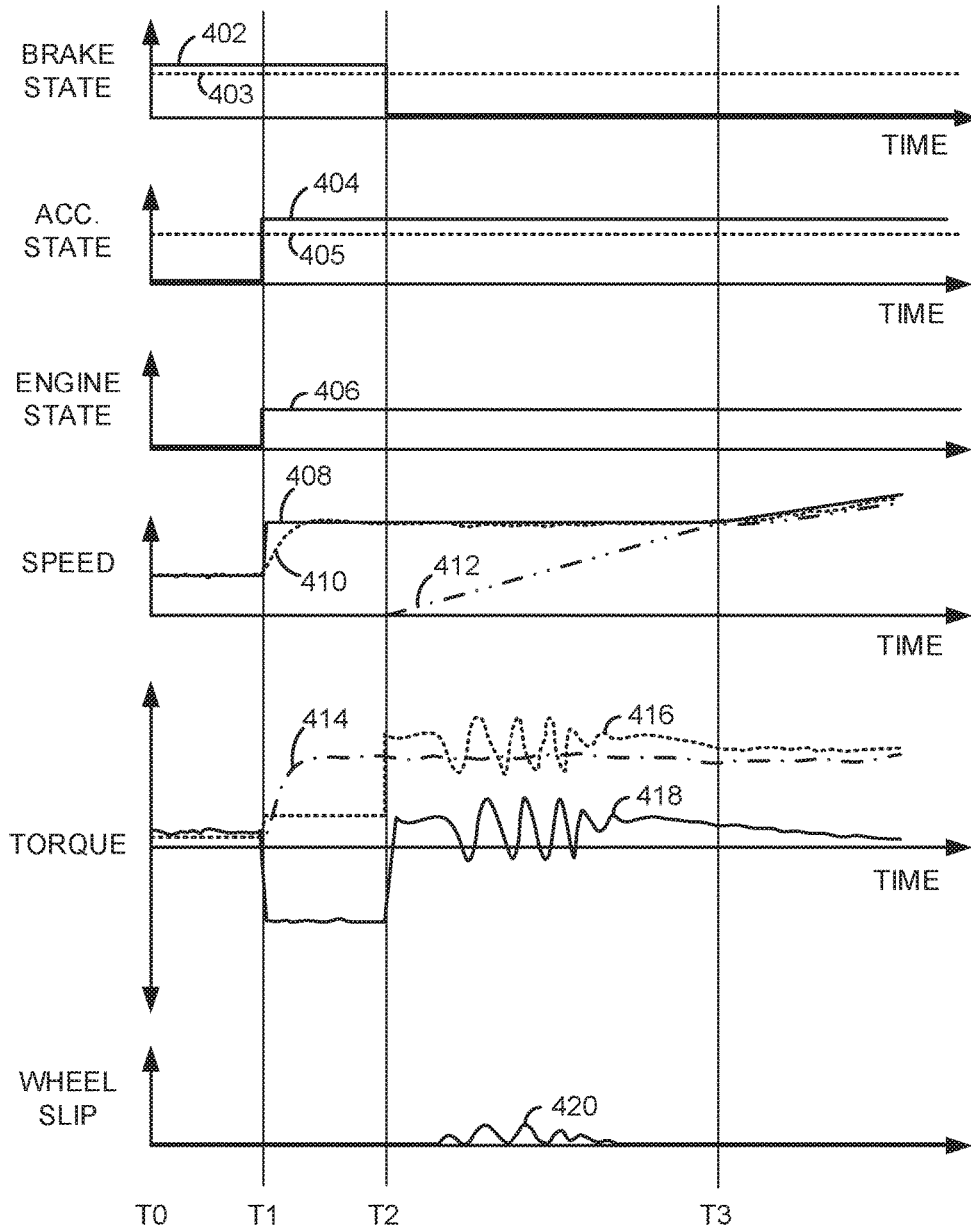 BRAKE
STATE
402
403
TIME
ACC.
STATE
404
405
TIME
ENGINE
STATE
406
SPEED
408
410
412
TIME
TORQUE
414
416
418
TIME
WHEEL
SLIP
420
T0 T1 T2 T3